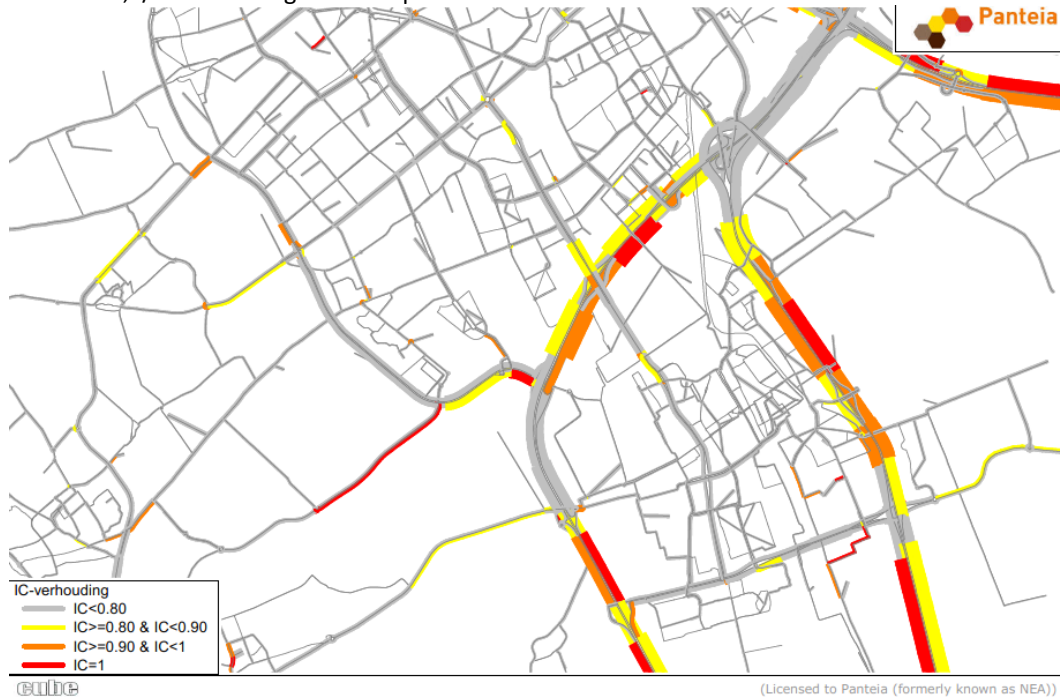 Panteia
IC-verhouding
IC<0.80
IC>=0.80 & IC<0.90
IC>=0.90 & IC<1
IC=1
cube
(Licensed to Panteia (formerly known as NEA))